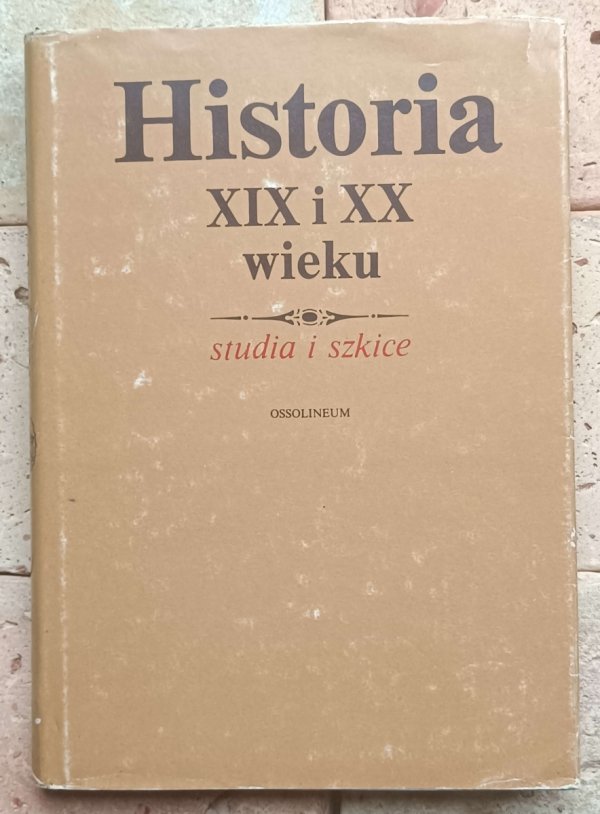 Historia
XIX i XX
wieku
studia i szkice
OSSOLINEUM